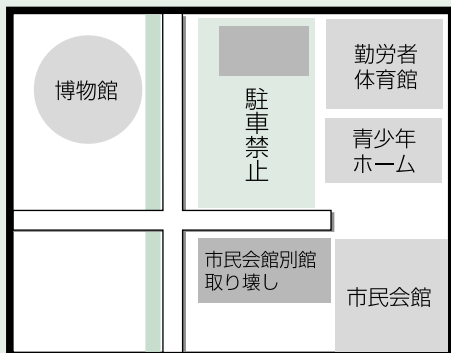 博物館
駐車禁止
勤労者
体育館
青少年
ホーム
市民会館別館
取り壊し
市民会館